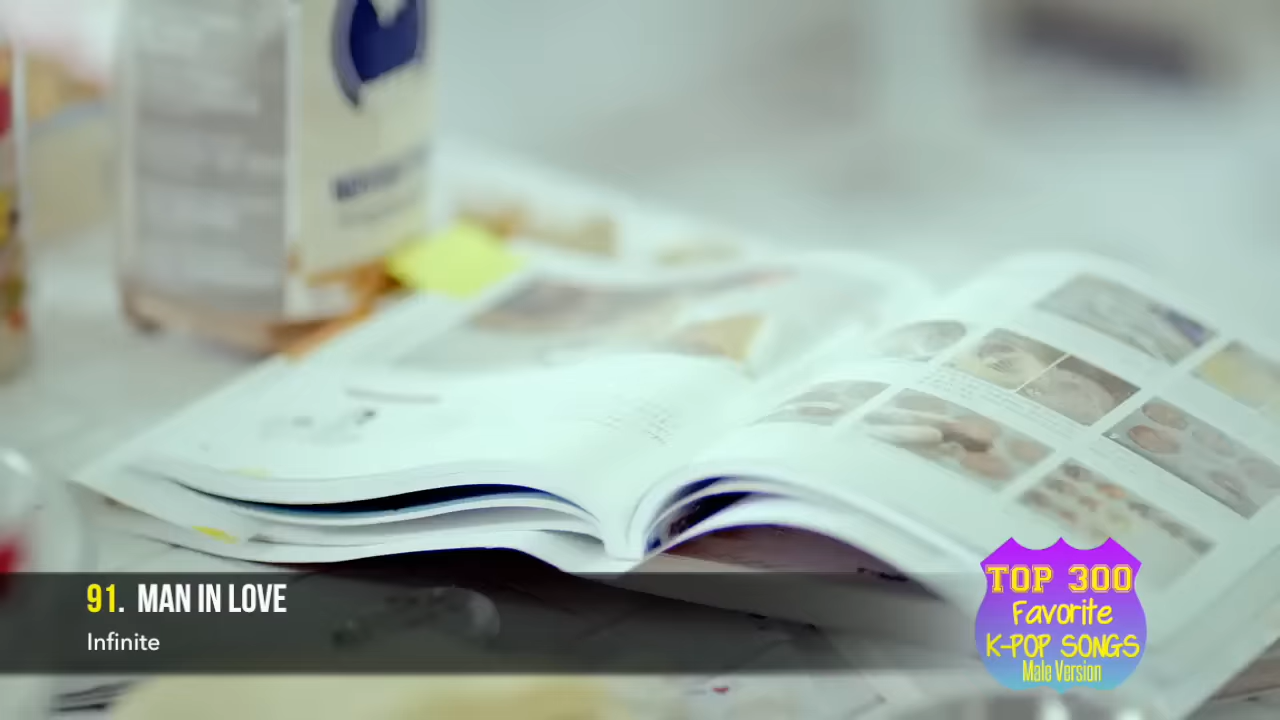 91. MAN IN LOVE
Infinite
TOP 300
Favorite
K-POP SONGS
Male Version